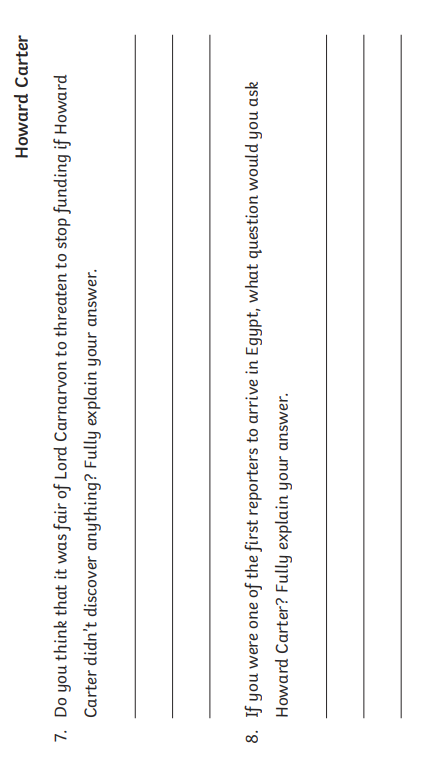 Howard Carter
7. Do you think that it was fair of Lord Carnarvon to threaten to stop funding if Howard
Carter didn't discover anything? Fully explain your answer.
8. If you were one of the first reporters to arrive in Egypt, what question would you ask
Howard Carter? Fully explain your answer.